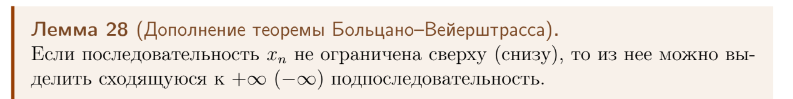 Лемма 28 (Дополнение теоремы Больцано–Вейерштрасса).
Если последовательность xₙ не ограничена сверху (снизу), то из нее можно вы-
делить сходящуюся к +∞ (−∞) подпоследовательность.